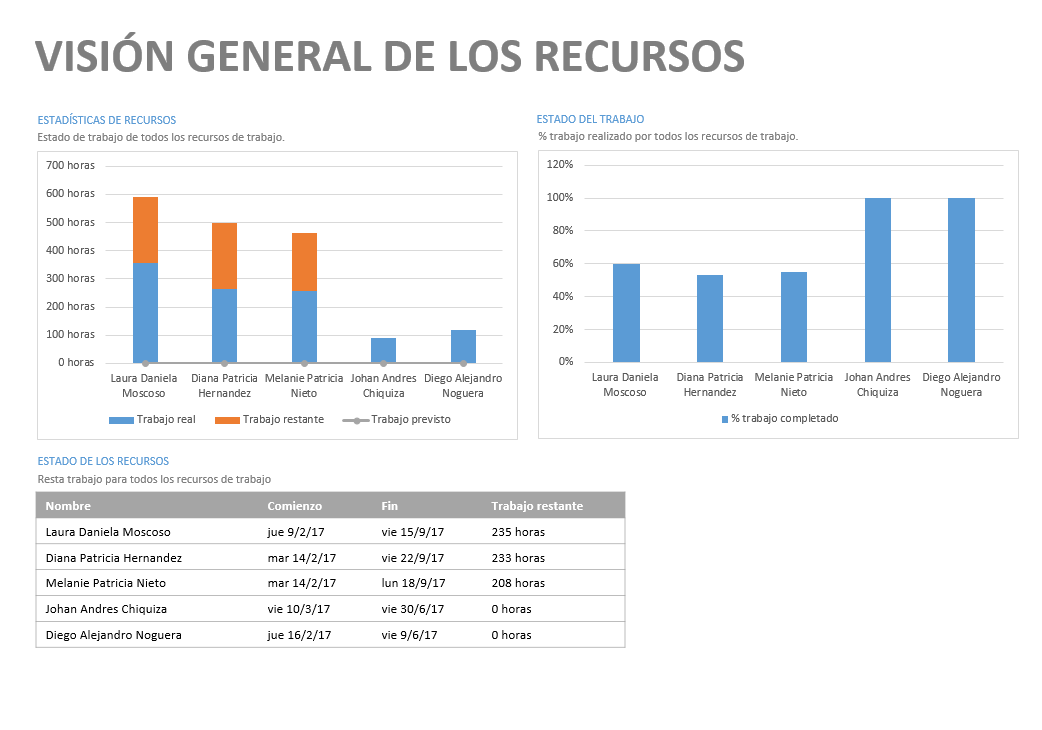 VISIÓN GENERAL DE LOS RECURSOS
ESTADÍSTICAS DE RECURSOS
Estado de trabajo de todos los recursos de trabajo.
700 horas
600 horas
500 horas
400 horas
300 horas
200 horas
100 horas
0 horas
Laura Daniela Moscoso
Diana Patricia Hernandez
Melanie Patricia Nieto
Johan Andres Chiquiza
Diego Alejandro Noguera
Trabajo real
Trabajo restante
Trabajo previsto
ESTADO DEL TRABAJO
% trabajo realizado por todos los recursos de trabajo.
120%
100%
80%
60%
40%
20%
0%
Laura Daniela Moscoso
Diana Patricia Hernandez
Melanie Patricia Nieto
Johan Andres Chiquiza
Diego Alejandro Noguera
% trabajo completado
ESTADO DE LOS RECURSOS
Resta trabajo para todos los recursos de trabajo
Nombre Comienzo Fin Trabajo restante
Laura Daniela Moscoso jue 9/2/17 vie 15/9/17 235 horas
Diana Patricia Hernandez mar 14/2/17 vie 22/9/17 233 horas
Melanie Patricia Nieto mar 14/2/17 lun 18/9/17 208 horas
Johan Andres Chiquiza vie 10/3/17 vie 30/6/17 0 horas
Diego Alejandro Noguera jue 16/2/17 vie 9/6/17 0 horas